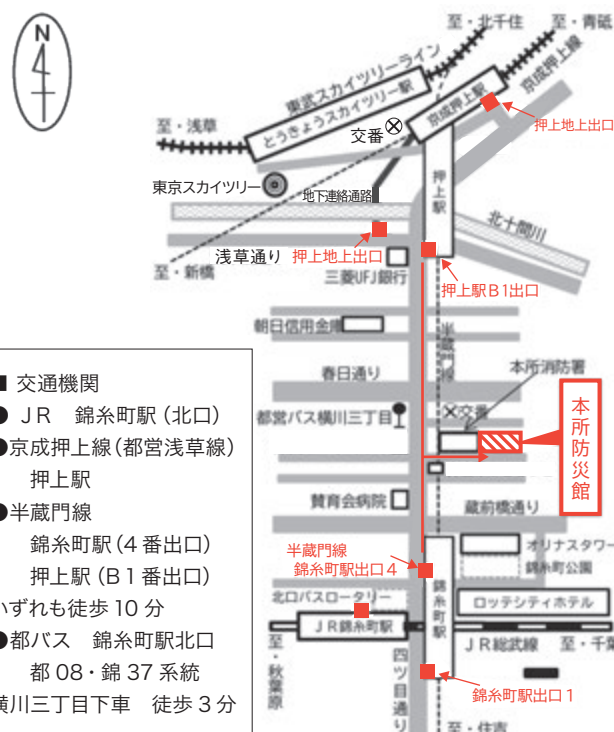 N
至・北千住
至・青砥
東武スカイツリーライン
とうきょうスカイツリー駅
京成押上線
京成押上駅
至・浅草
交番
押上地上出口
東京スカイツリー
地下連絡通路
押上駅
北十間川
浅草通り
押上地上出口
至・新橋
三菱UFJ銀行
押上駅B1出口
朝日信用金庫
半蔵門線
春日通り
本所消防署
都営バス横川三丁目
交番
本所防災館
賛育会病院
蔵前橋通り
半蔵門線
錦糸町駅出口4
オリナスタワー
錦糸町公園
北口バスロータリー
錦糸町駅
ロッテシティホテル
JR錦糸町駅
JR総武線
至・千葉
至・秋葉原
四ツ目通り
錦糸町駅出口1
至・住吉
■ 交通機関
● JR 錦糸町駅(北口)
●京成押上線(都営浅草線)
押上駅
●半蔵門線
錦糸町駅(4番出口)
押上駅(B1番出口)
いずれも徒歩10分
●都バス 錦糸町駅北口
都08・錦37系統
横川三丁目下車 徒歩3分